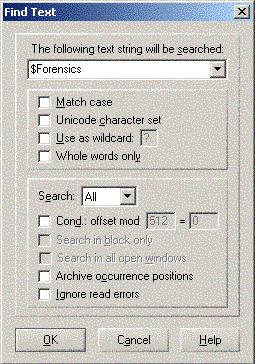 Find Text
The following text string will be searched:
$Forensics
Match case
Unicode character set
Use as wildcard: ?
Whole words only
Search: All
Cond.: offset mod 512 = 0
Search in block only
Search in all open windows
Archive occurrence positions
Ignore read errors
OK Cancel Help